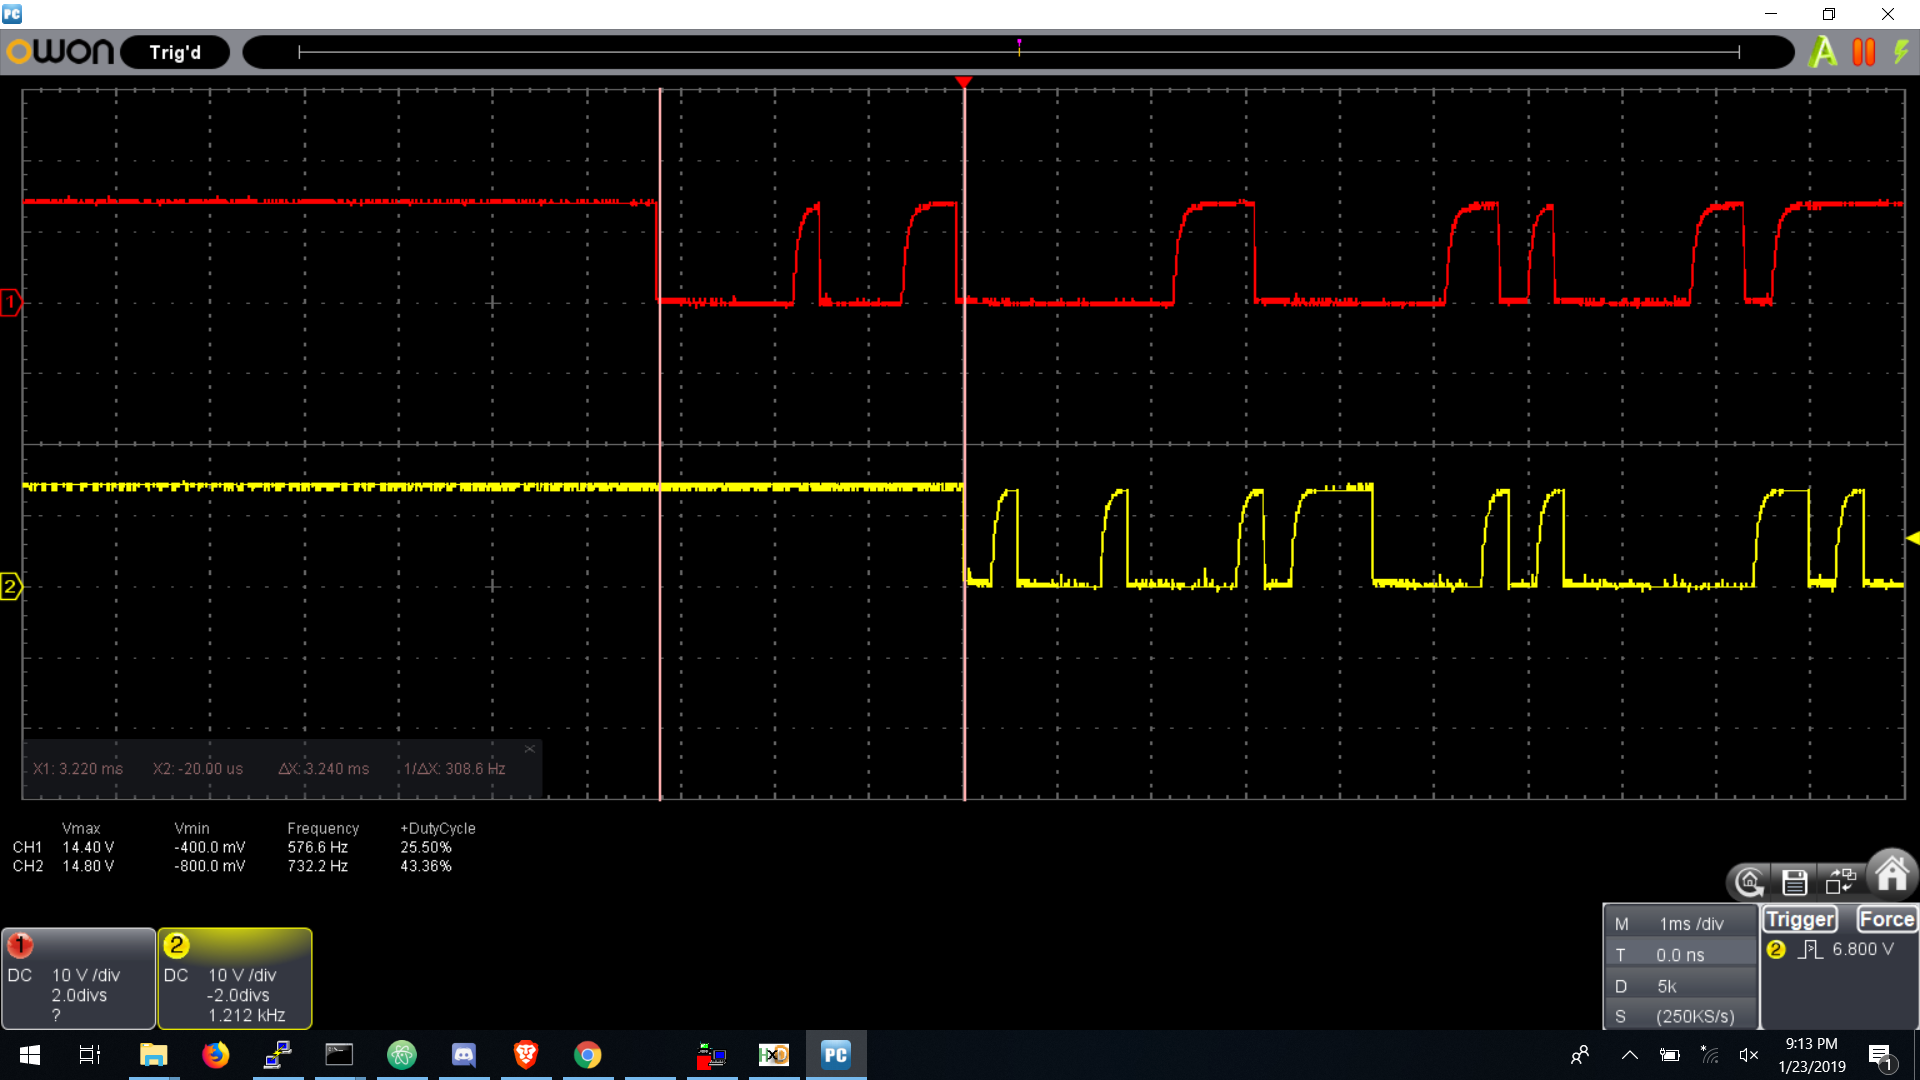 PC
OWON
Trig'd
A
1
2
X1: 3.220 ms X2: -20.00 us ΔX: 3.240 ms 1/ΔX: 308.6 Hz
Vmax Vmin Frequency +DutyCycle
CH1 14.40 V -400.0 mV 576.6 Hz 25.50%
CH2 14.80 V -800.0 mV 732.2 Hz 43.36%
1
DC 10 V /div
2.0divs
?
2
DC 10 V /div
-2.0divs
1.212 kHz
M 1ms /div
T 0.0 ns
D 5k
S (250KS/s)
Trigger Force
2 6.800 V
HxD
PC
9:13 PM
1/23/2019
1